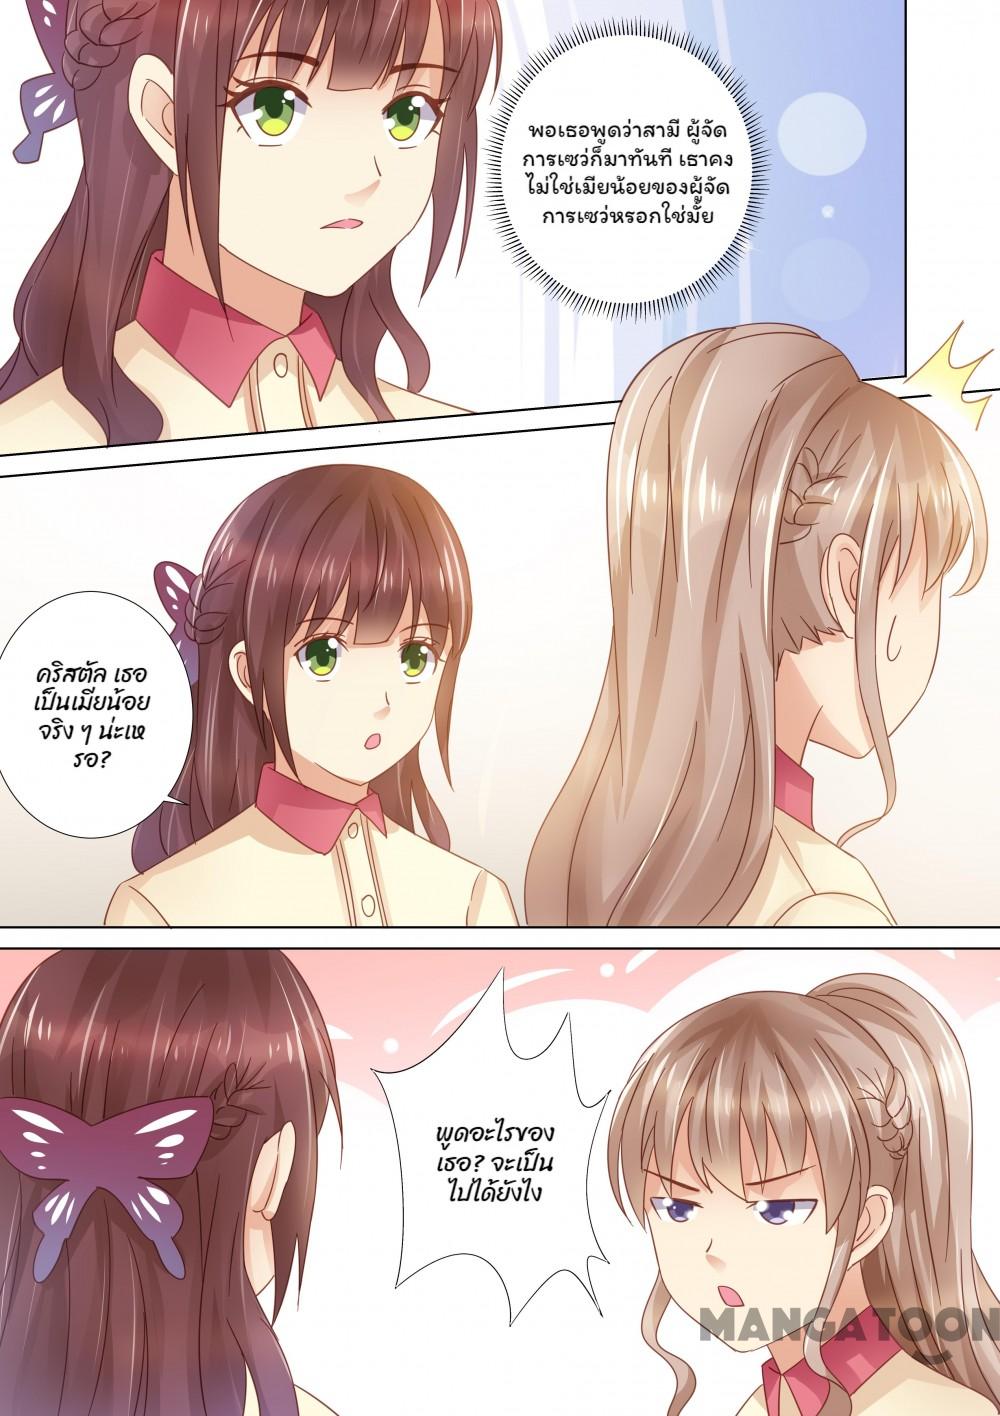 พอเธอพูดว่าสามี ผู้จัด
การเซว่ก็มาทันที เธาคง
ไม่ใช่เมียน้อยของผู้จัด
การเซว่หรอกใช่มั้ย
คริสตัล เธอ
เป็นเมียน้อย
จริง ๆ น่ะเห
รอ?
พูดอะไรของ
เธอ? จะเป็น
ไปได้ยังไง
MANGATOON